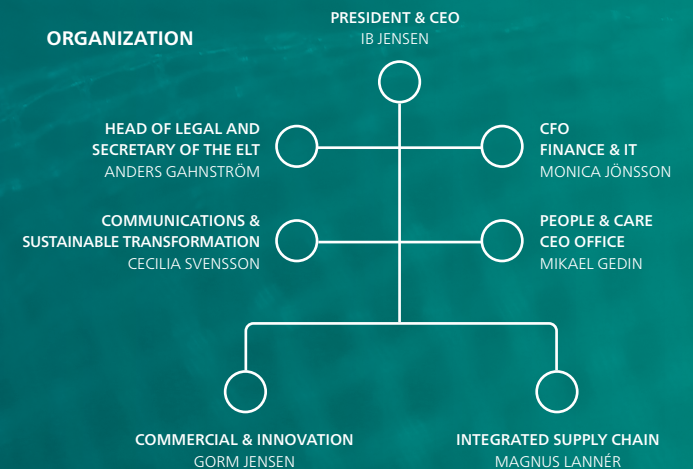 ORGANIZATION
PRESIDENT & CEO
IB JENSEN
HEAD OF LEGAL AND
SECRETARY OF THE ELT
ANDERS GAHNSTRÖM
CFO
FINANCE & IT
MONICA JÖNSSON
COMMUNICATIONS &
SUSTAINABLE TRANSFORMATION
CECILIA SVENSSON
PEOPLE & CARE
CEO OFFICE
MIKAEL GEDIN
COMMERCIAL & INNOVATION
GORM JENSEN
INTEGRATED SUPPLY CHAIN
MAGNUS LANNÉR